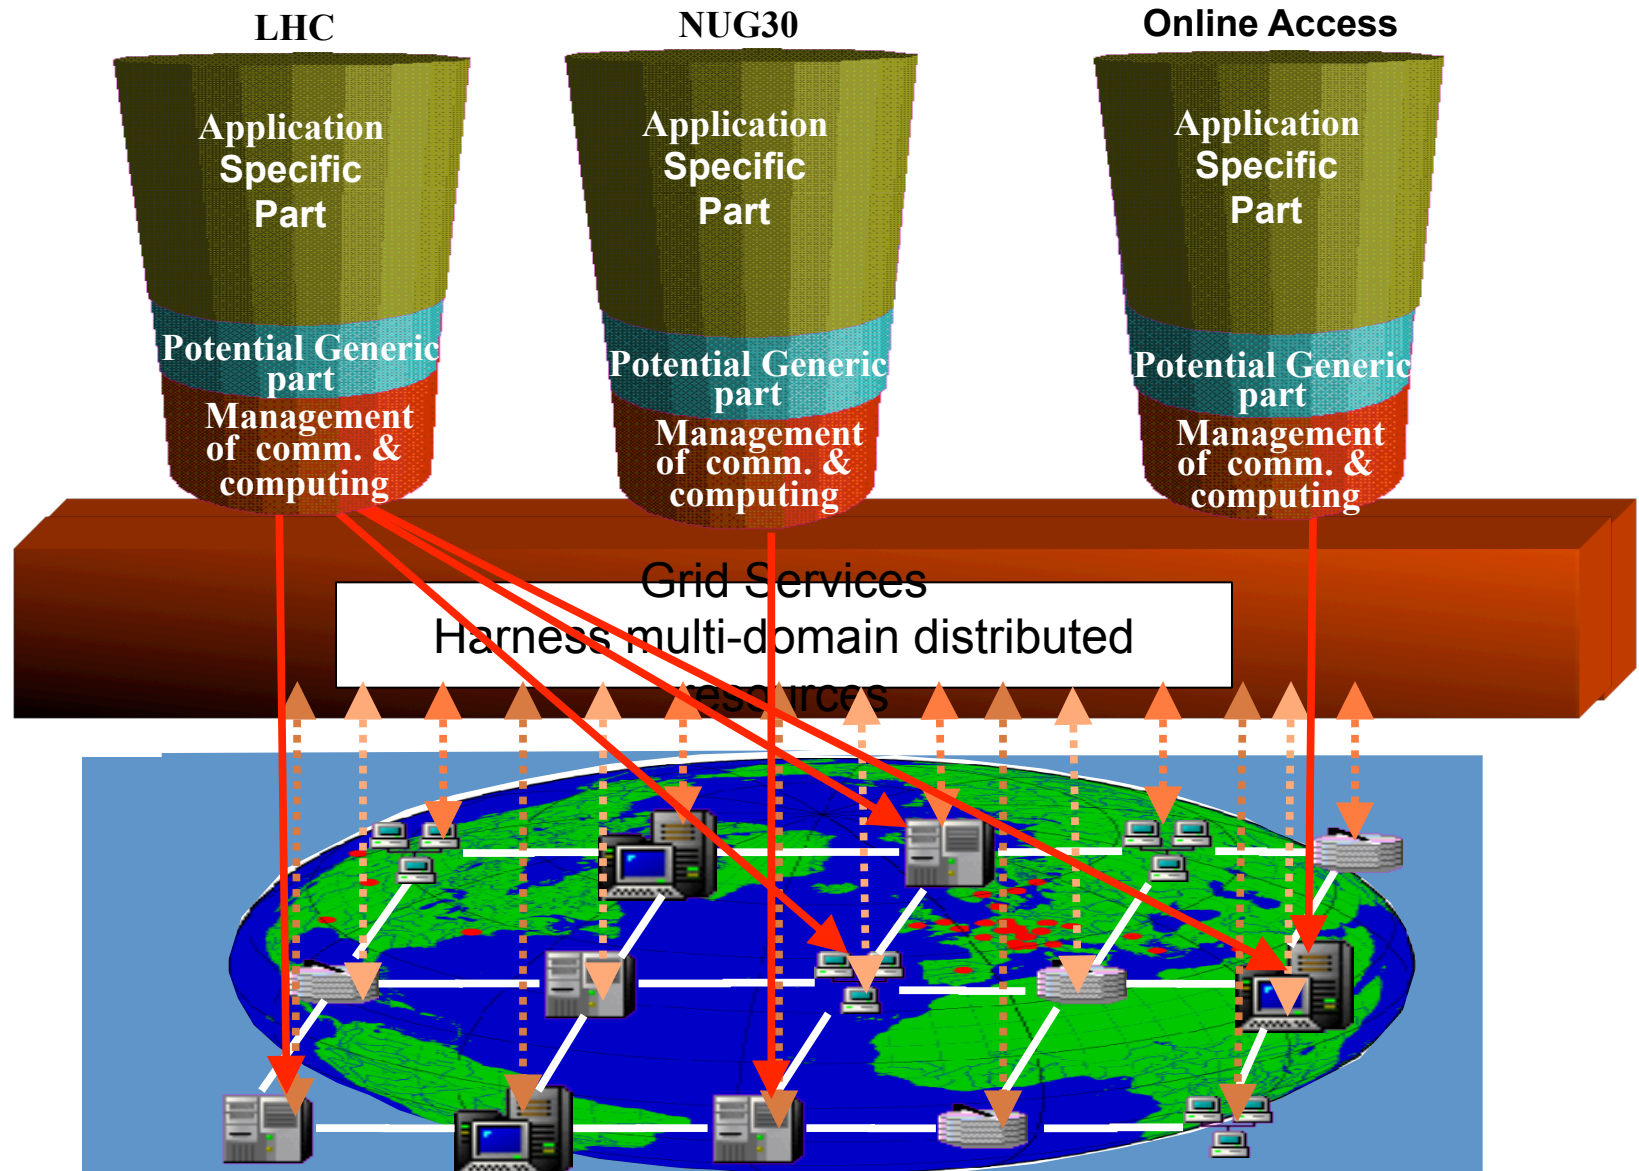 LHC
NUG30
Online Access
Application
Specific
Part
Application
Specific
Part
Application
Specific
Part
Potential Generic
part
Potential Generic
part
Potential Generic
part
Management
of comm. &
computing
Management
of comm. &
computing
Management
of comm. &
computing
Grid Services
Harness multi-domain distributed
resources